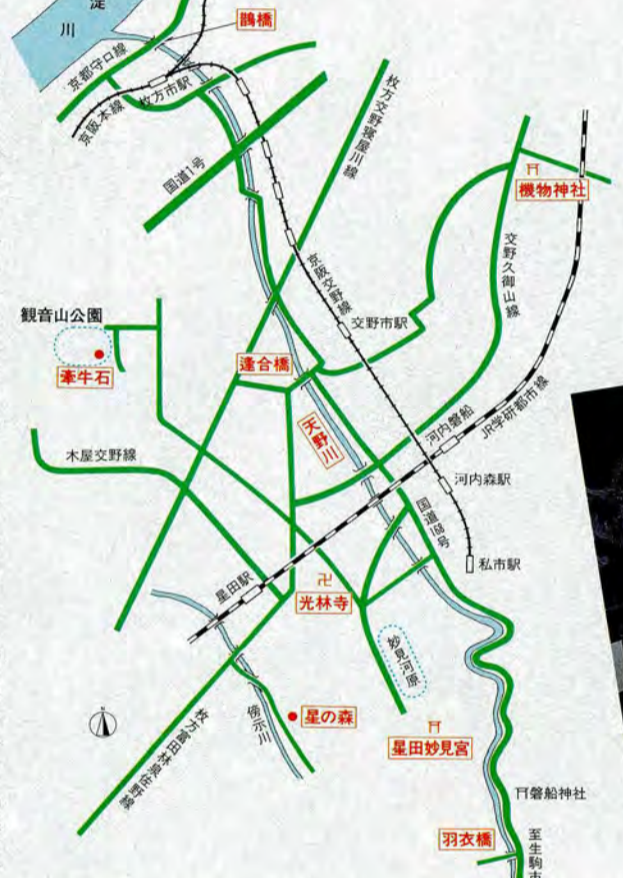 淀川
鵲橋
京都守口線
枚方市駅
京阪本線
国道1号
枚方交野寝屋川線
機物神社
交野久御山線
京阪交野線
観音山公園
交野市駅
牽牛石
逢合橋
天野川
河内磐船
JR学研都市線
木屋交野線
河内森駅
国道168号
私市駅
星田駅
卍
光林寺
妙見河原
N
星の森
傍示川
枚方富田林泉佐野線
星田妙見宮
磐船神社
羽衣橋
至生駒市